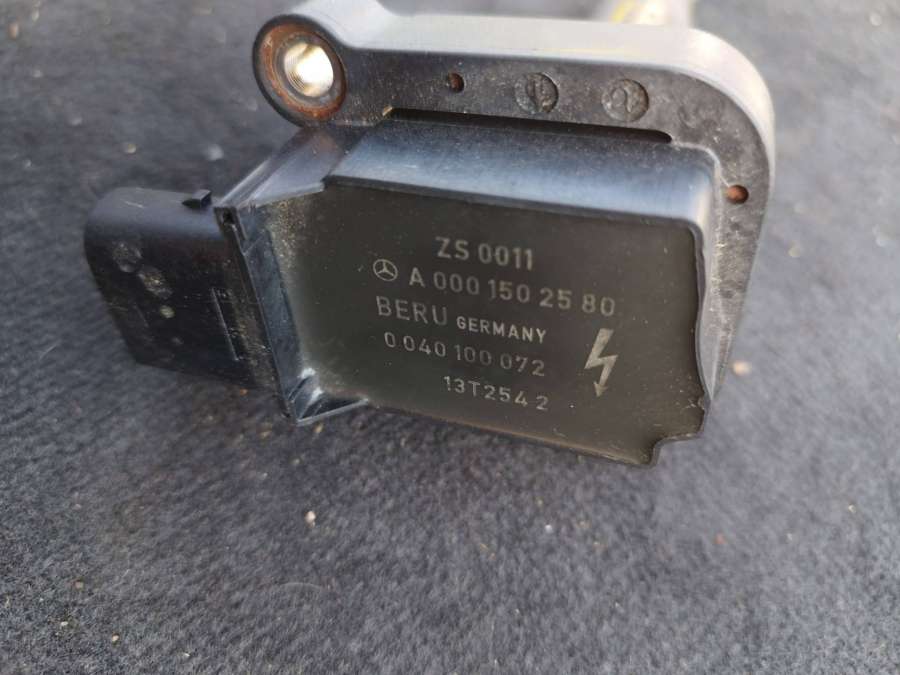 ZS 0011
A 000 150 25 80
BERU GERMANY
0 040 100 072
13T254 2